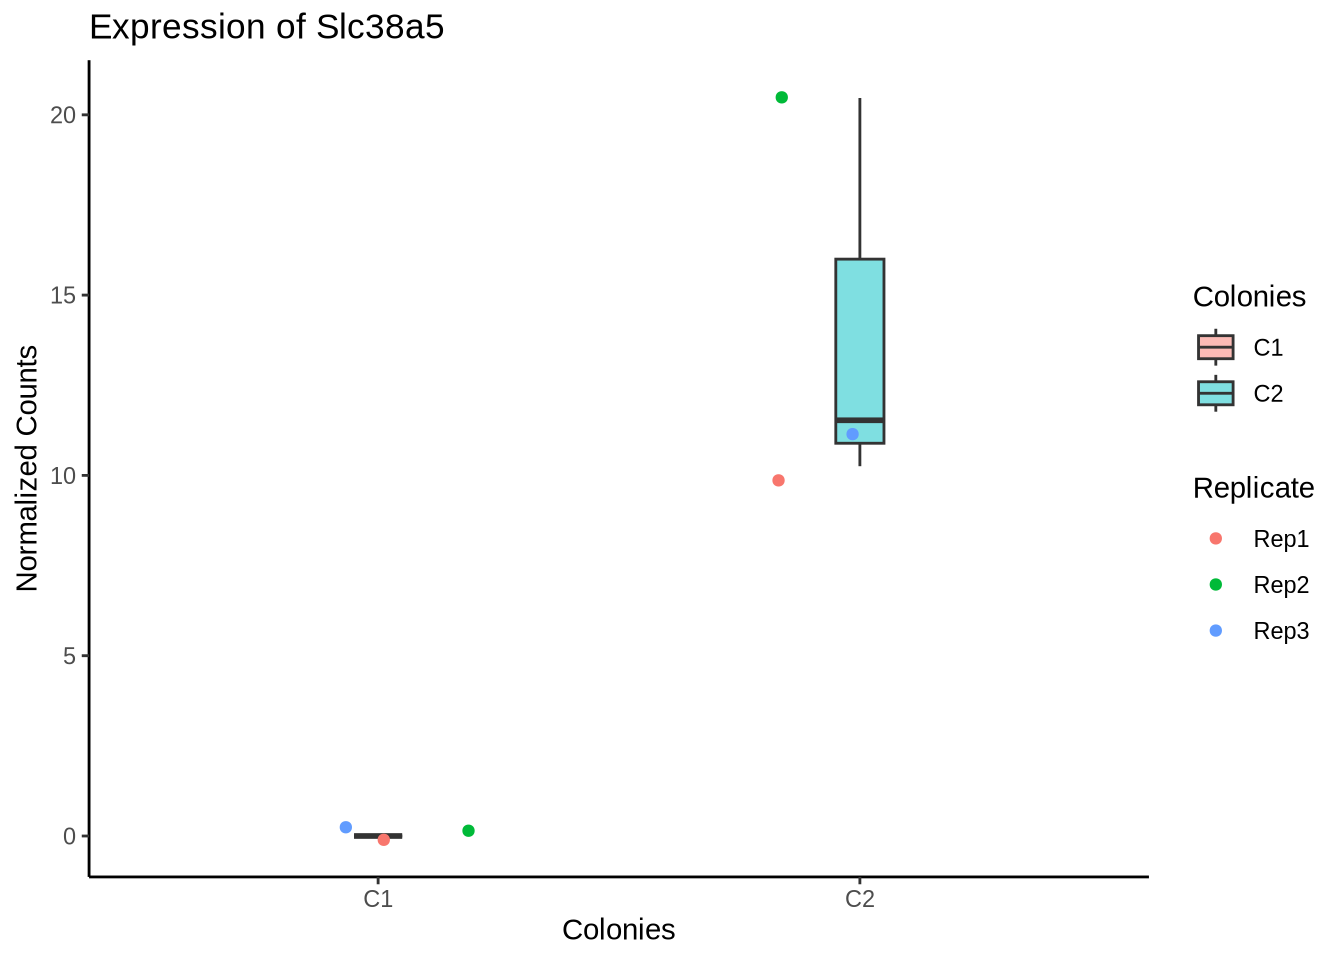 Expression of Slc38a5
20
15
10
5
0
Normalized Counts
C1
C2
Colonies
Colonies
C1
C2
Replicate
Rep1
Rep2
Rep3